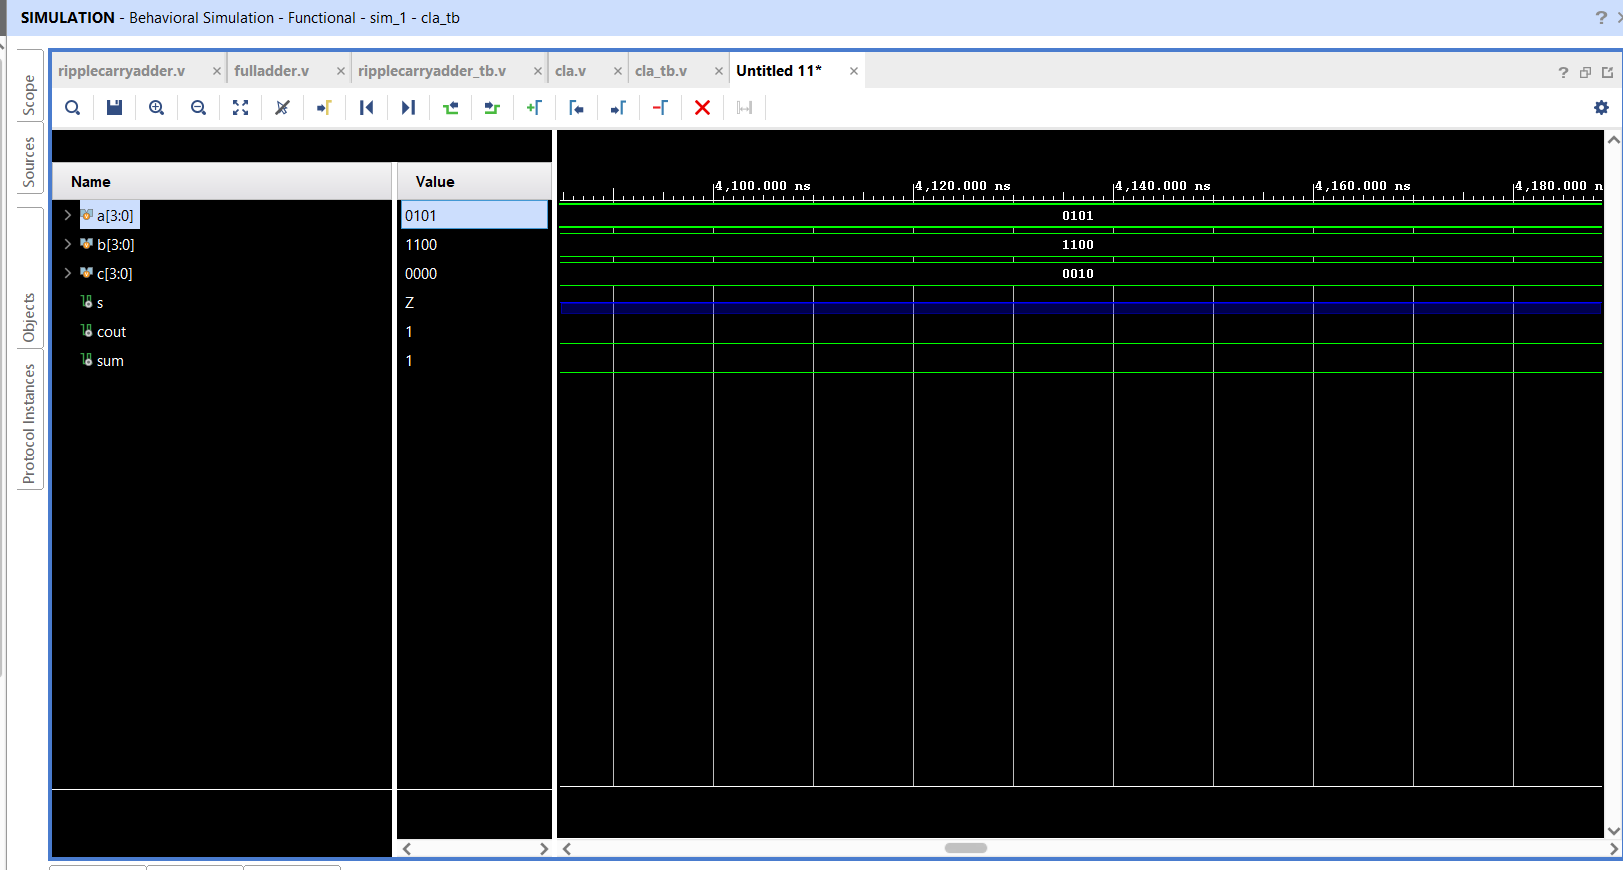 SIMULATION - Behavioral Simulation - Functional - sim_1 - cla_tb
ripplecarryadder.v
fulladder.v
ripplecarryadder_tb.v
cla.v
cla_tb.v
Untitled 11*
Scope
Sources
Objects
Protocol Instances
Name Value
4,100.000 ns 4,120.000 ns 4,140.000 ns 4,160.000 ns 4,180.000 n
a[3:0] 0101 0101
b[3:0] 1100 1100
c[3:0] 0000 0010
s Z
cout 1
sum 1